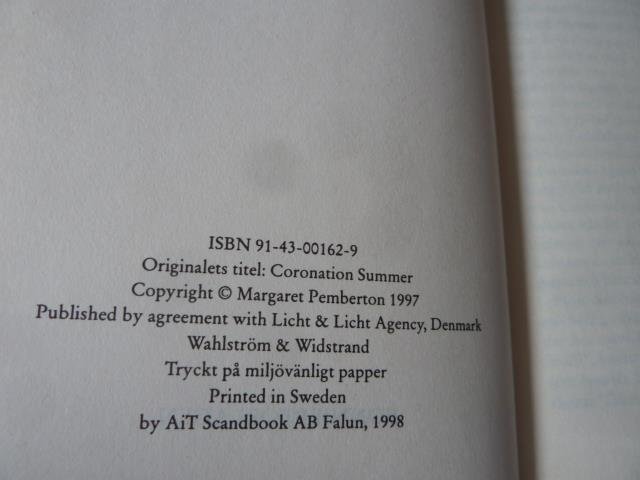 ISBN 91-43-00162-9
Originalets titel: Coronation Summer
Copyright © Margaret Pemberton 1997
Published by agreement with Licht & Licht Agency, Denmark
Wahlström & Widstrand
Tryckt på miljövänligt papper
Printed in Sweden
by AiT Scandbook AB Falun, 1998